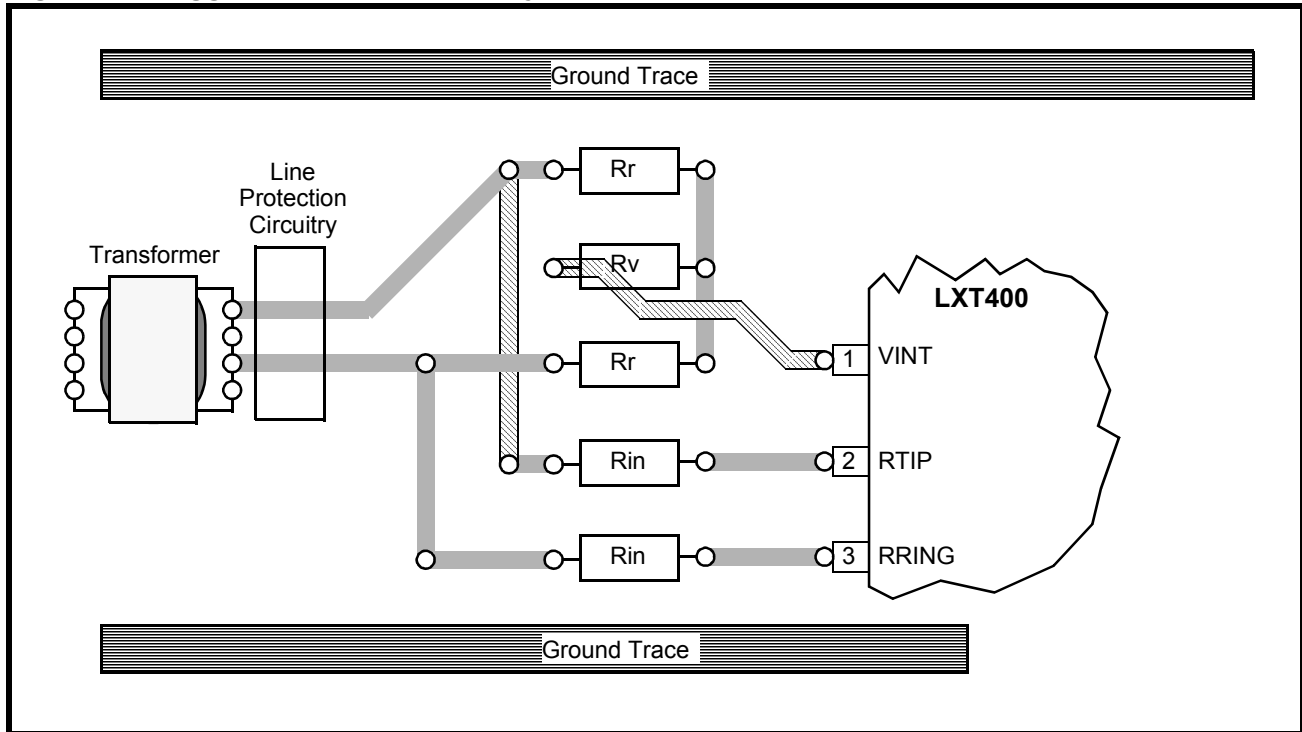 Ground Trace
Line
Protection
Circuitry
Transformer
Rr
Rv
Rr
Rin
Rin
LXT400
1 VINT
2 RTIP
3 RRING
Ground Trace